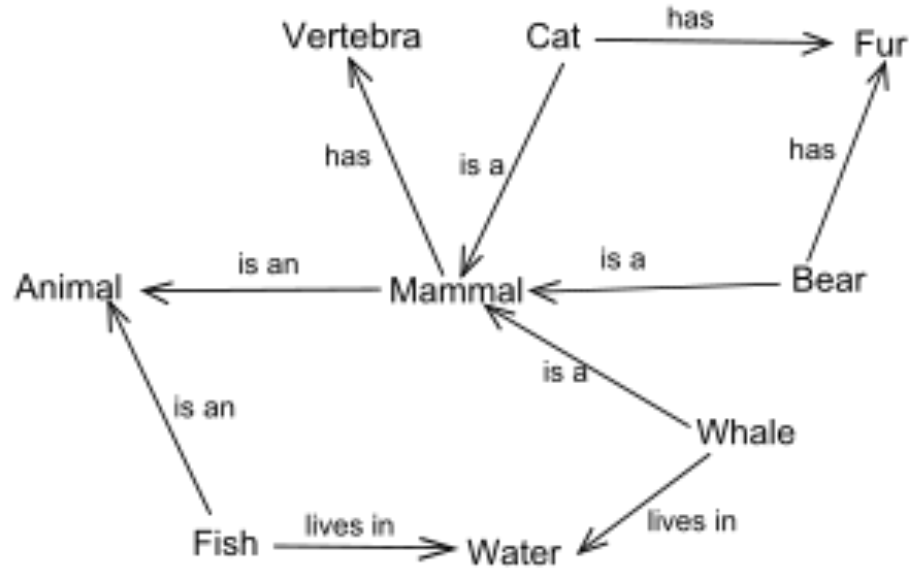 Vertebra
Cat
has
Fur
has
is a
has
Animal
is an
Mammal
is a
Bear
is an
is a
Whale
Fish
lives in
Water
lives in